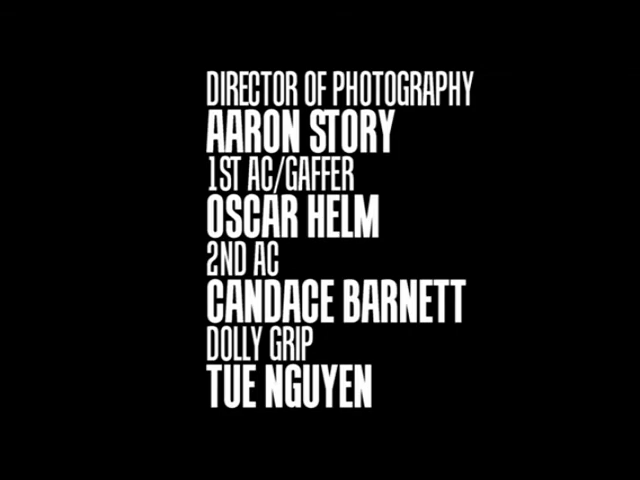 DIRECTOR OF PHOTOGRAPHY
AARON STORY
1ST AC/GAFFER
OSCAR HELM
2ND AC
CANDACE BARNETT
DOLLY GRIP
TUE NGUYEN